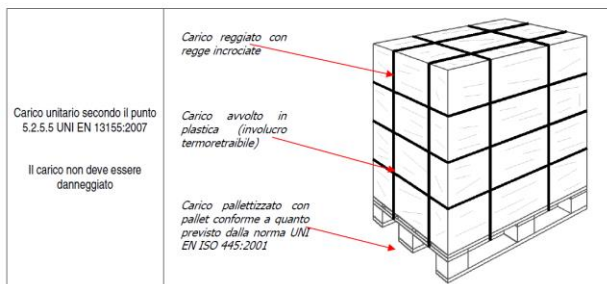 Carico unitario secondo il punto
5.2.5.5 UNI EN 13155:2007
Il carico non deve essere
danneggiato
Carico reggiato con
regge incrociate
Carico avvolto in
plastica (involucro
termoretraibile)
Carico pallettizzato con
pallet conforme a quanto
previsto dalla norma UNI
EN ISO 445:2001